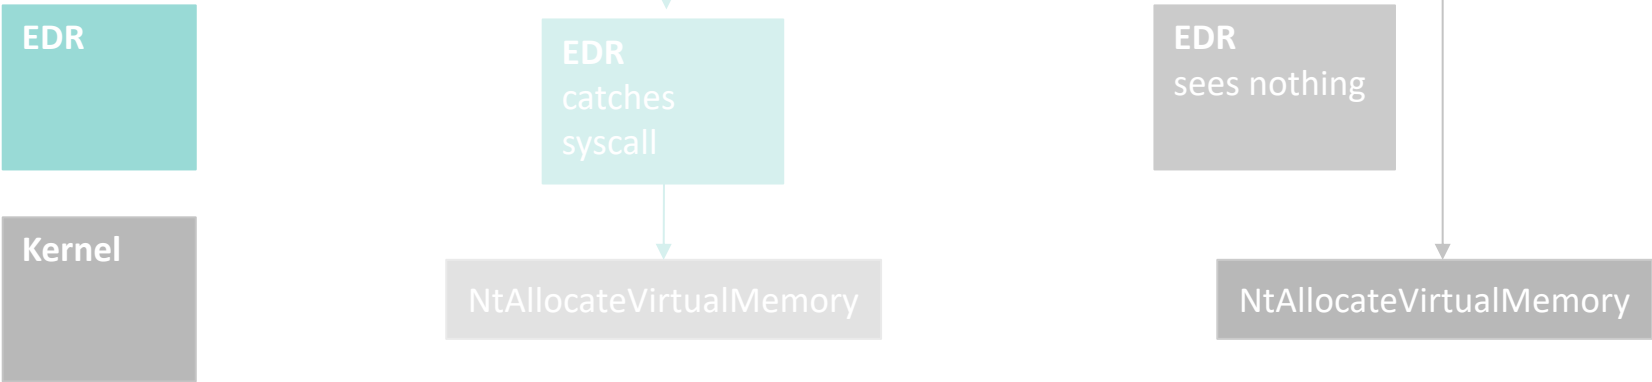 EDR
EDR
catches
syscall
EDR
sees nothing
Kernel
NtAllocateVirtualMemory
NtAllocateVirtualMemory